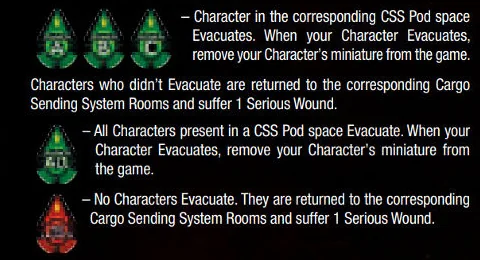 A B C – Character in the corresponding CSS Pod space
Evacuates. When your Character Evacuates,
remove your Character's miniature from the game.
Characters who didn't Evacuate are returned to the corresponding Cargo
Sending System Rooms and suffer 1 Serious Wound.
– All Characters present in a CSS Pod space Evacuate. When your
Character Evacuates, remove your Character's miniature from
the game.
– No Characters Evacuate. They are returned to the corresponding
Cargo Sending System Rooms and suffer 1 Serious Wound.